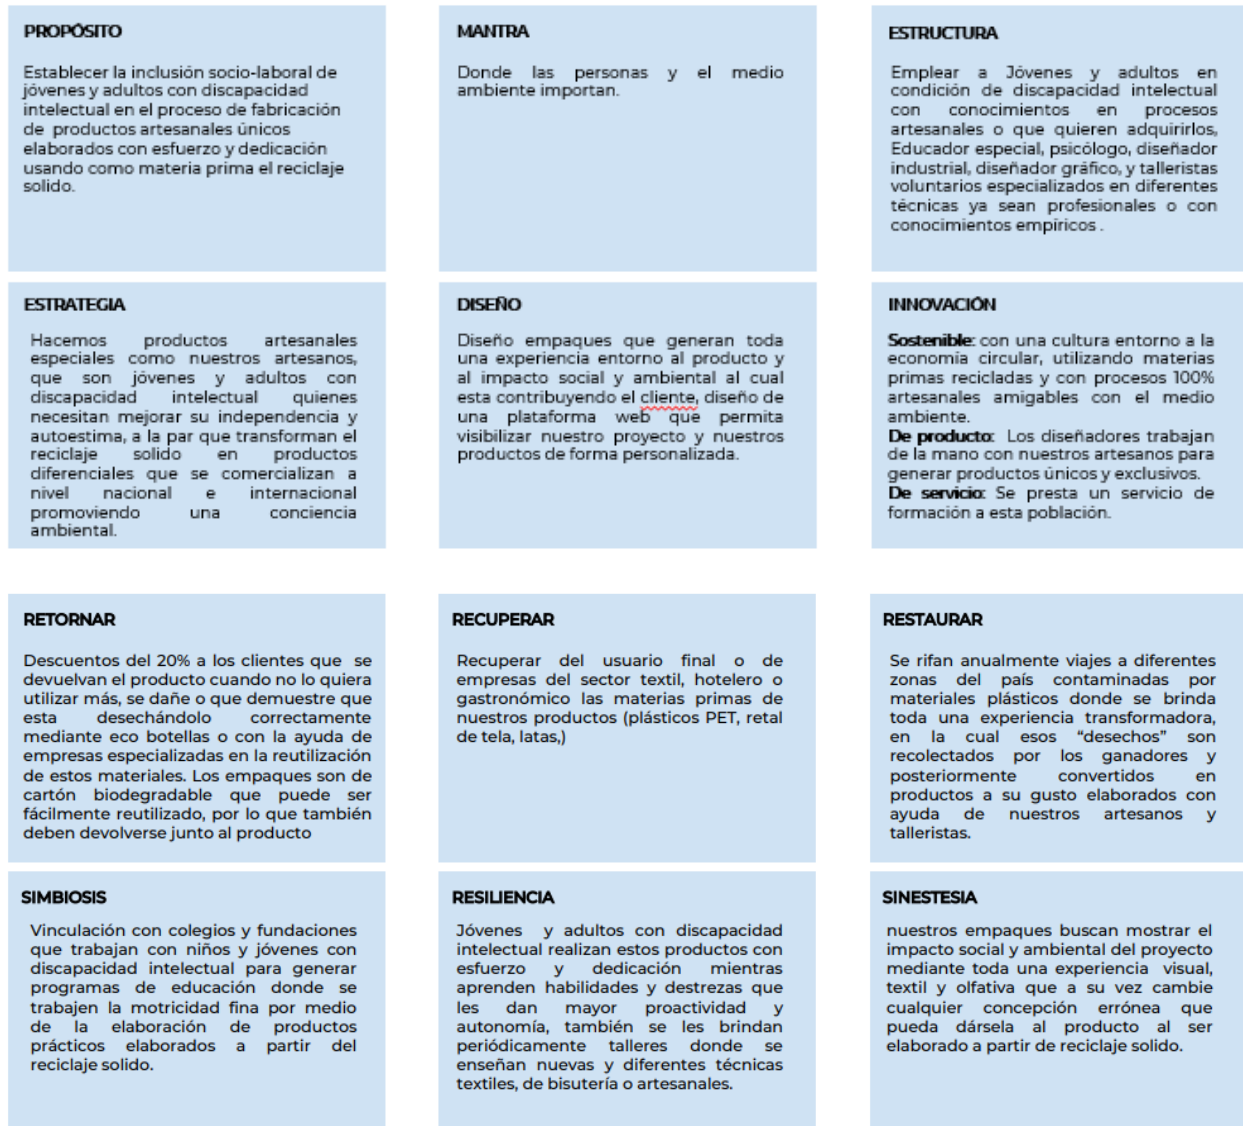 PROPÓSITO
Establecer la inclusión socio-laboral de
jóvenes y adultos con discapacidad
intelectual en el proceso de fabricación
de productos artesanales únicos
elaborados con esfuerzo y dedicación
usando como materia prima el reciclaje
solido.
MANTRA
Donde las personas y el medio
ambiente importan.
ESTRUCTURA
Emplear a Jóvenes y adultos en
condición de discapacidad intelectual
con conocimientos en procesos
artesanales o que quieren adquirirlos,
Educador especial, psicólogo, diseñador
industrial, diseñador gráfico, y talleristas
voluntarios especializados en diferentes
técnicas ya sean profesionales o con
conocimientos empíricos .
ESTRATEGIA
Hacemos productos artesanales
especiales como nuestros artesanos,
que son jóvenes y adultos con
discapacidad intelectual quienes
necesitan mejorar su independencia y
autoestima, a la par que transforman el
reciclaje solido en productos
diferenciales que se comercializan a
nivel nacional e internacional
promoviendo una conciencia
ambiental.
DISEÑO
Diseño empaques que generan toda
una experiencia entorno al producto y
al impacto social y ambiental al cual
esta contribuyendo el cliente, diseño de
una plataforma web que permita
visibilizar nuestro proyecto y nuestros
productos de forma personalizada.
INNOVACIÓN
Sostenible: con una cultura entorno a la
economía circular, utilizando materias
primas recicladas y con procesos 100%
artesanales amigables con el medio
ambiente.
De producto: Los diseñadores trabajan
de la mano con nuestros artesanos para
generar productos únicos y exclusivos.
De servicio: Se presta un servicio de
formación a esta población.
RETORNAR
Descuentos del 20% a los clientes que se
devuelvan el producto cuando no lo quiera
utilizar más, se dañe o que demuestre que
esta desechándolo correctamente
mediante eco botellas o con la ayuda de
empresas especializadas en la reutilización
de estos materiales. Los empaques son de
cartón biodegradable que puede ser
fácilmente reutilizado, por lo que también
deben devolverse junto al producto
RECUPERAR
Recuperar del usuario final o de
empresas del sector textil, hotelero o
gastronómico las materias primas de
nuestros productos (plásticos PET, retal
de tela, latas,)
RESTAURAR
Se rifan anualmente viajes a diferentes
zonas del país contaminadas por
materiales plásticos donde se brinda
toda una experiencia transformadora,
en la cual esos “desechos” son
recolectados por los ganadores y
posteriormente convertidos en
productos a su gusto elaborados con
ayuda de nuestros artesanos y
talleristas.
SIMBIOSIS
Vinculación con colegios y fundaciones
que trabajan con niños y jóvenes con
discapacidad intelectual para generar
programas de educación donde se
trabajen la motricidad fina por medio
de la elaboración de productos
prácticos elaborados a partir del
reciclaje solido.
RESILIENCIA
Jóvenes y adultos con discapacidad
intelectual realizan estos productos con
esfuerzo y dedicación mientras
aprenden habilidades y destrezas que
les dan mayor proactividad y
autonomía, también se les brindan
periódicamente talleres donde se
enseñan nuevas y diferentes técnicas
textiles, de bisutería o artesanales.
SINESTESIA
nuestros empaques buscan mostrar el
impacto social y ambiental del proyecto
mediante toda una experiencia visual,
textil y olfativa que a su vez cambie
cualquier concepción errónea que
pueda dársela al producto al ser
elaborado a partir de reciclaje solido.